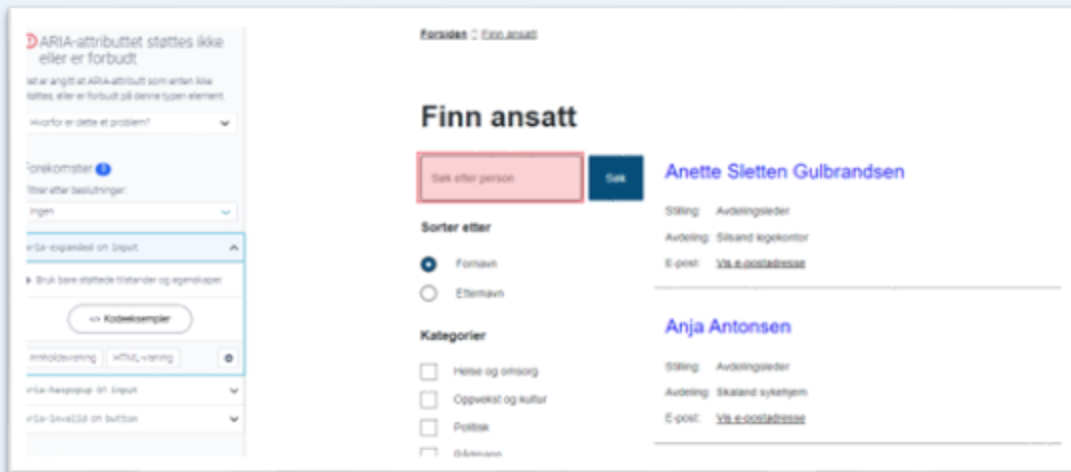 ARIA-attributtet støttes ikke
eller er forbudt
Det er angitt et ARIA-attributt som enten ikke
støttes, eller er forbudt på denne typen element.
Hvorfor er dette et problem?
Forekomster
Filtrer etter beslutninger:
Ingen
aria-expanded on input
Bruk bare støttede tilstander og egenskaper
<> Kodeeksempler
Innholdsvisning HTML-visning
aria-haspopup on input
aria-invalid on button
Forsiden Finn ansatt
Finn ansatt
Søk etter person
Søk
Sorter etter
Fornavn
Etternavn
Kategorier
Helse og omsorg
Oppvekst og kultur
Politisk
Rådmann
Anette Sletten Gulbrandsen
Stilling: Avdelingsleder
Avdeling: Silsand legekontor
E-post: Vis e-postadresse
Anja Antonsen
Stilling: Avdelingsleder
Avdeling: Skaland sykehjem
E-post: Vis e-postadresse